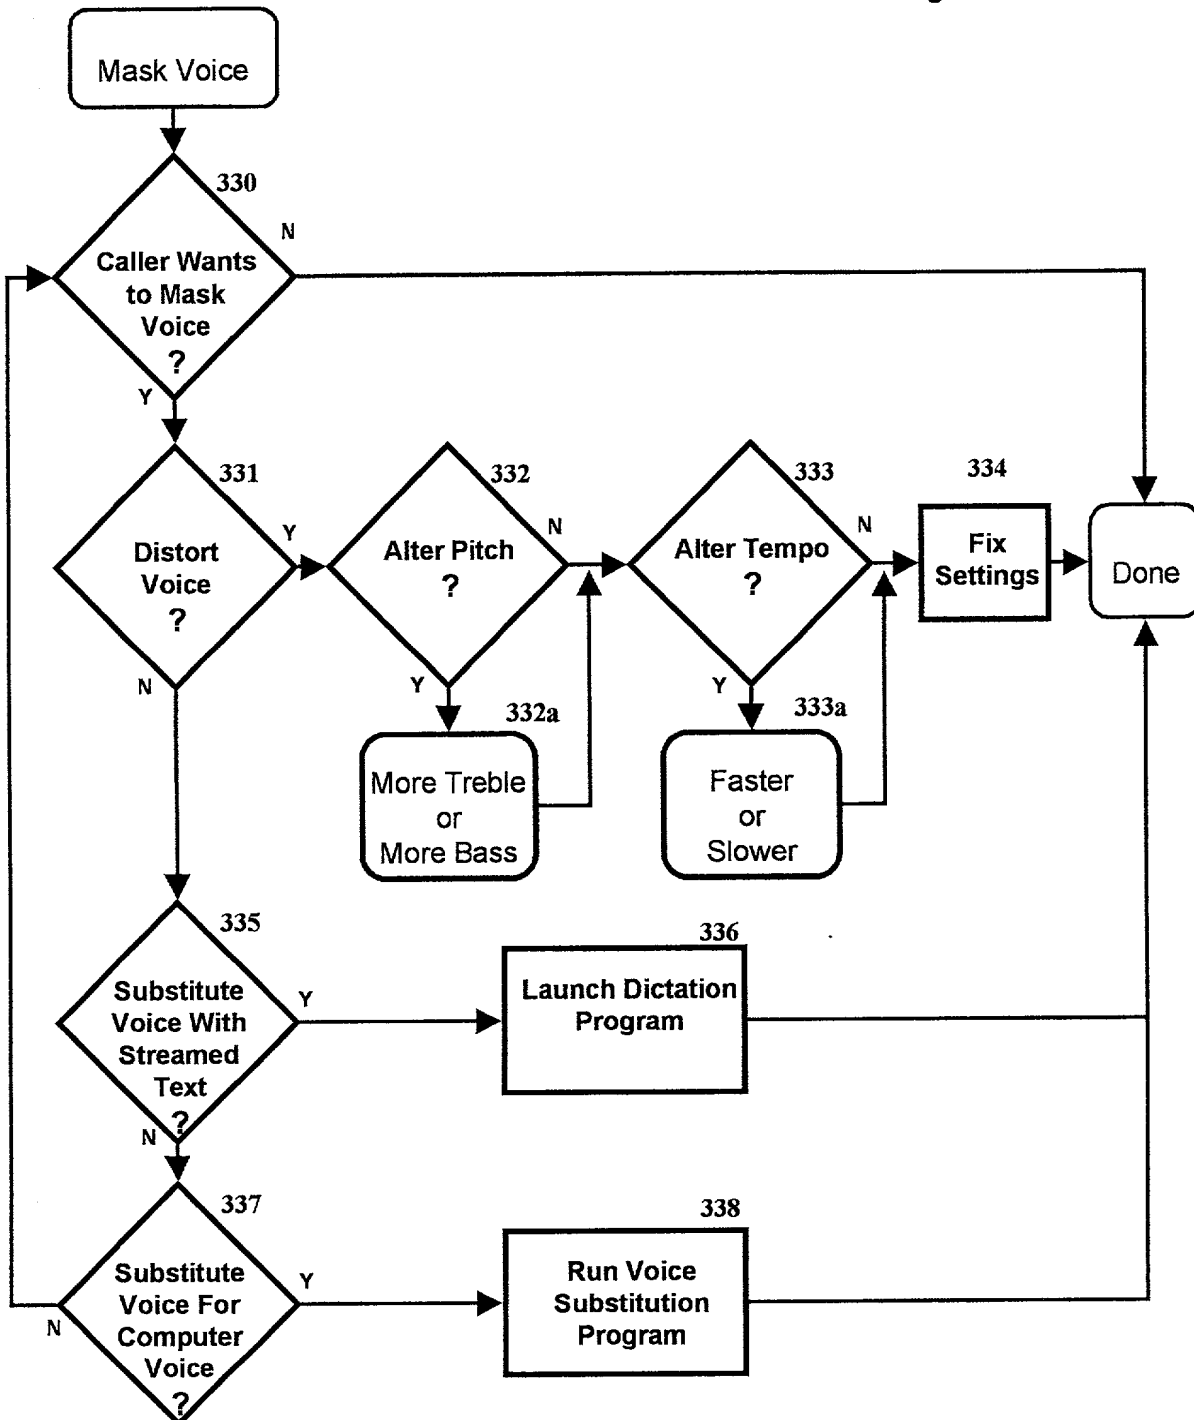 Mask Voice
330
N
Caller Wants
to Mask
Voice
?
Y
331
Y
Distort
Voice
?
N
332
N
Alter Pitch
?
Y
332a
More Treble
or
More Bass
333
N
Alter Tempo
?
Y
333a
Faster
or
Slower
334
Fix
Settings
Done
335
Y
Substitute
Voice With
Streamed
Text
?
N
336
Launch Dictation
Program
337
Y
Substitute
Voice For
Computer
Voice
?
N
338
Run Voice
Substitution
Program